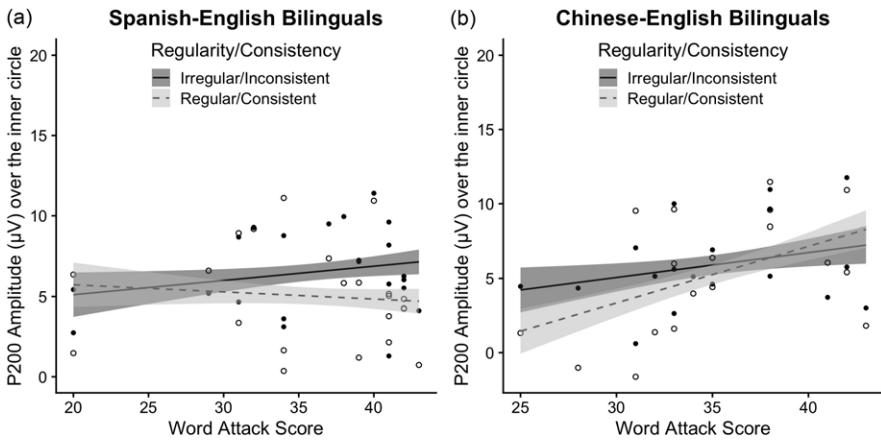 (a) Spanish-English Bilinguals
Regularity/Consistency
Irregular/Inconsistent
Regular/Consistent
P200 Amplitude (µV) over the inner circle
20
15
10
5
0
20 25 30 35 40
Word Attack Score
(b) Chinese-English Bilinguals
Regularity/Consistency
Irregular/Inconsistent
Regular/Consistent
P200 Amplitude (µV) over the inner circle
20
15
10
5
0
25 30 35 40
Word Attack Score